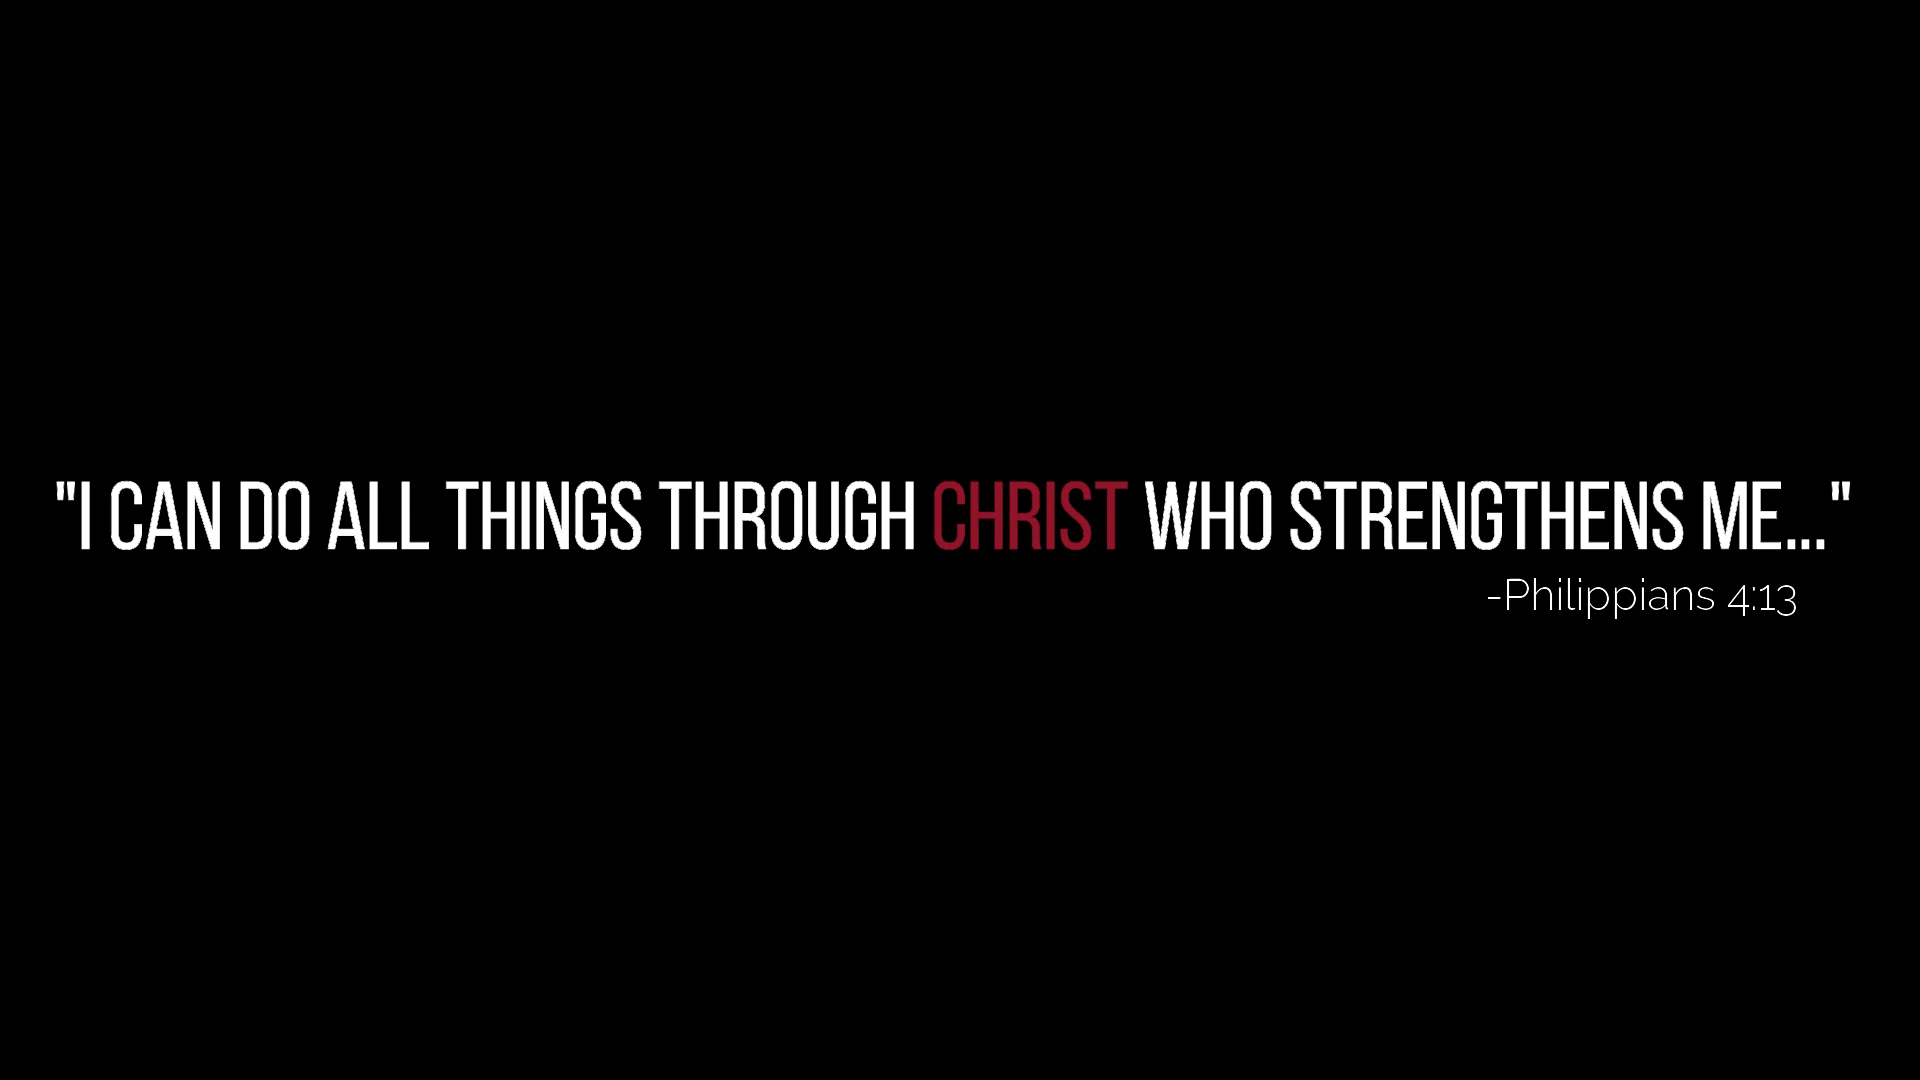 "I CAN DO ALL THINGS THROUGH CHRIST WHO STRENGTHENS ME..."
-Philippians 4:13